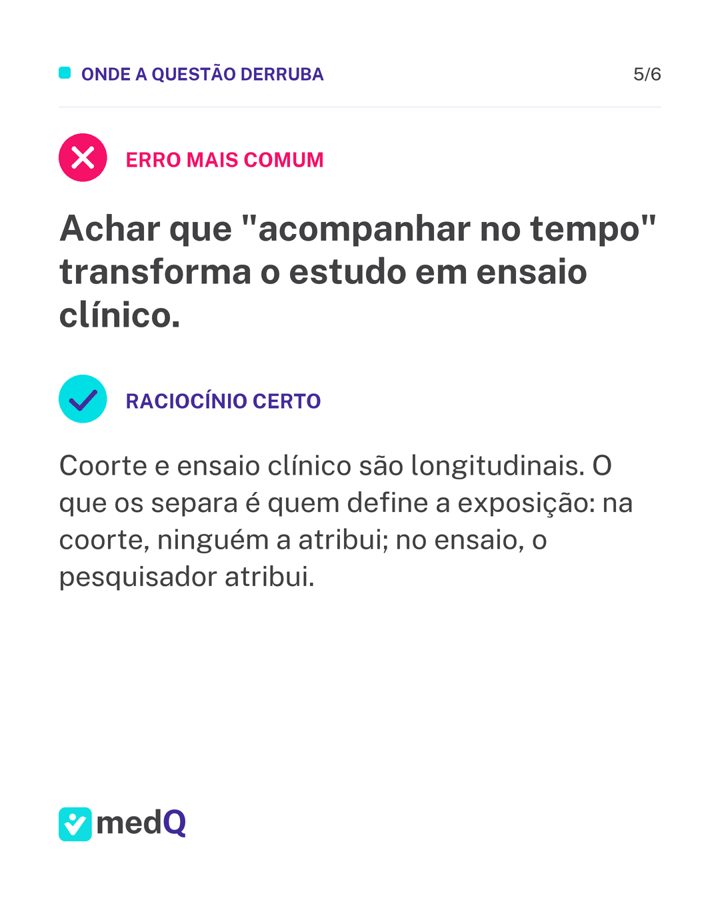 ONDE A QUESTÃO DERRUBA
5/6
ERRO MAIS COMUM
Achar que "acompanhar no tempo"
transforma o estudo em ensaio
clínico.
RACIOCÍNIO CERTO
Coorte e ensaio clínico são longitudinais. O
que os separa é quem define a exposição: na
coorte, ninguém a atribui; no ensaio, o
pesquisador atribui.
medQ